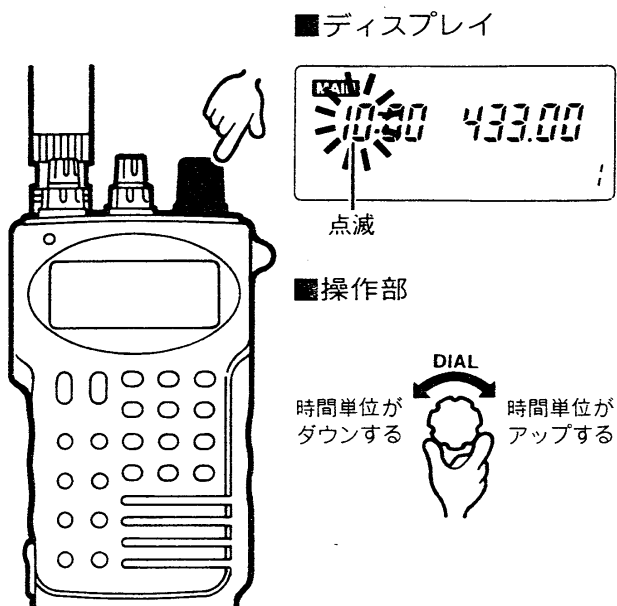 ■ディスプレイ
MAIN
10:00 433.00
1
点滅
■操作部
DIAL
時間単位が
ダウンする
時間単位が
アップする